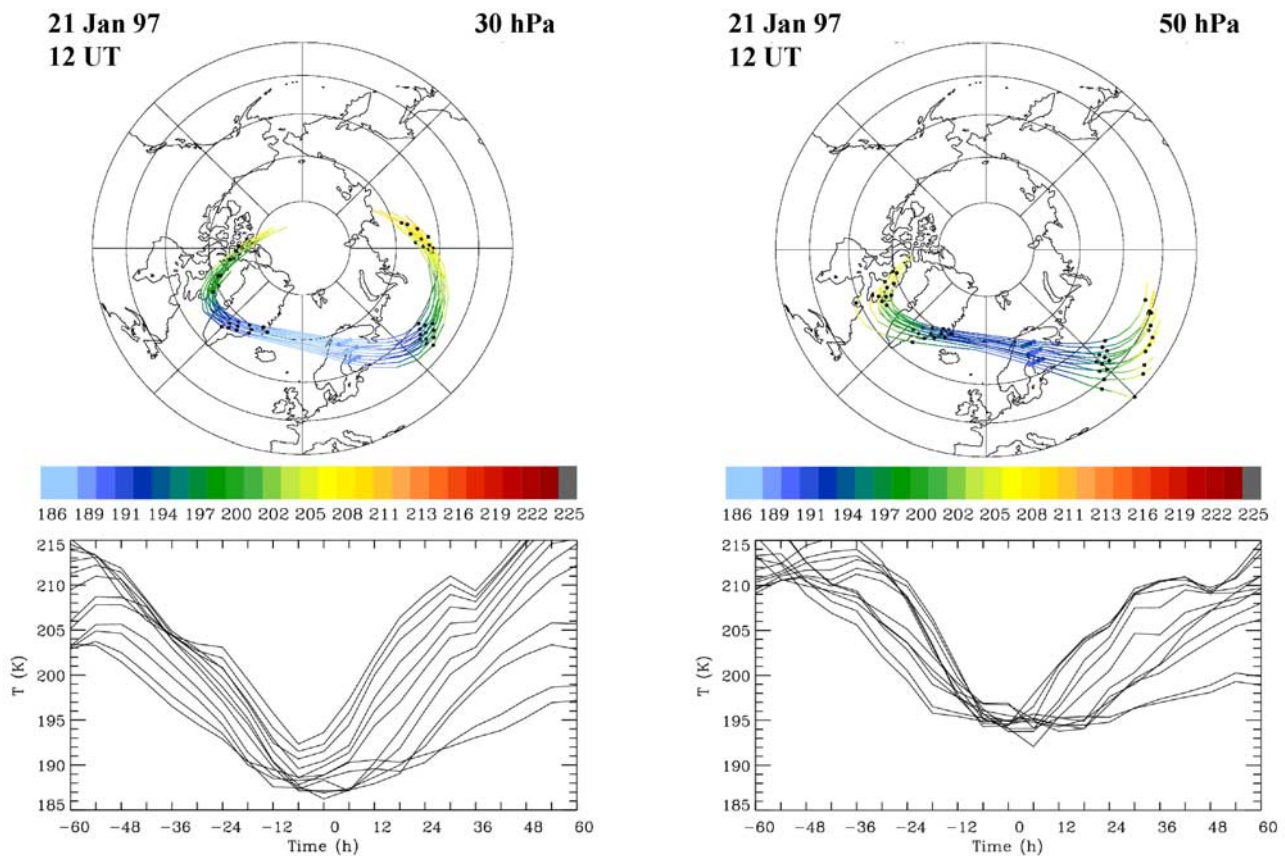 21 Jan 97 30 hPa
12 UT
186 189 191 194 197 200 202 205 208 211 213 216 219 222 225
215
210
205
200
195
190
185
T (K)
-60 -48 -36 -24 -12 0 12 24 36 48 60
Time (h)
21 Jan 97 50 hPa
12 UT
186 189 191 194 197 200 202 205 208 211 213 216 219 222 225
215
210
205
200
195
190
185
T (K)
-60 -48 -36 -24 -12 0 12 24 36 48 60
Time (h)